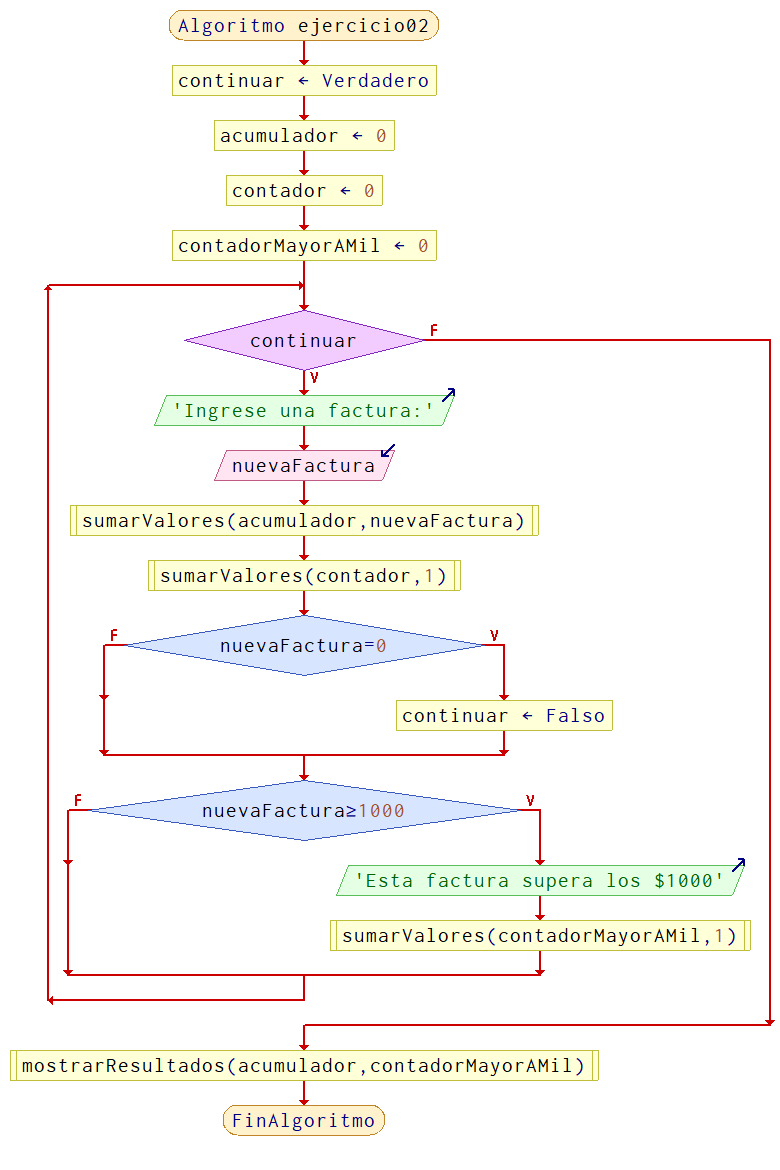 Algoritmo ejercicio02
continuar ← Verdadero
acumulador ← 0
contador ← 0
contadorMayorAMil ← 0
continuar
F
V
'Ingrese una factura:'
nuevaFactura
sumarValores(acumulador,nuevaFactura)
sumarValores(contador,1)
F
V
nuevaFactura=0
continuar ← Falso
F
V
nuevaFactura≥1000
'Esta factura supera los $1000'
sumarValores(contadorMayorAMil,1)
mostrarResultados(acumulador,contadorMayorAMil)
FinAlgoritmo